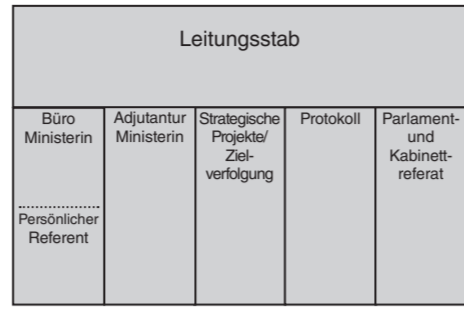 Leitungsstab
Büro
Ministerin
Persönlicher
Referent
Adjutantur
Ministerin
Strategische
Projekte/
Ziel-
verfolgung
Protokoll
Parlament-
und
Kabinett-
referat